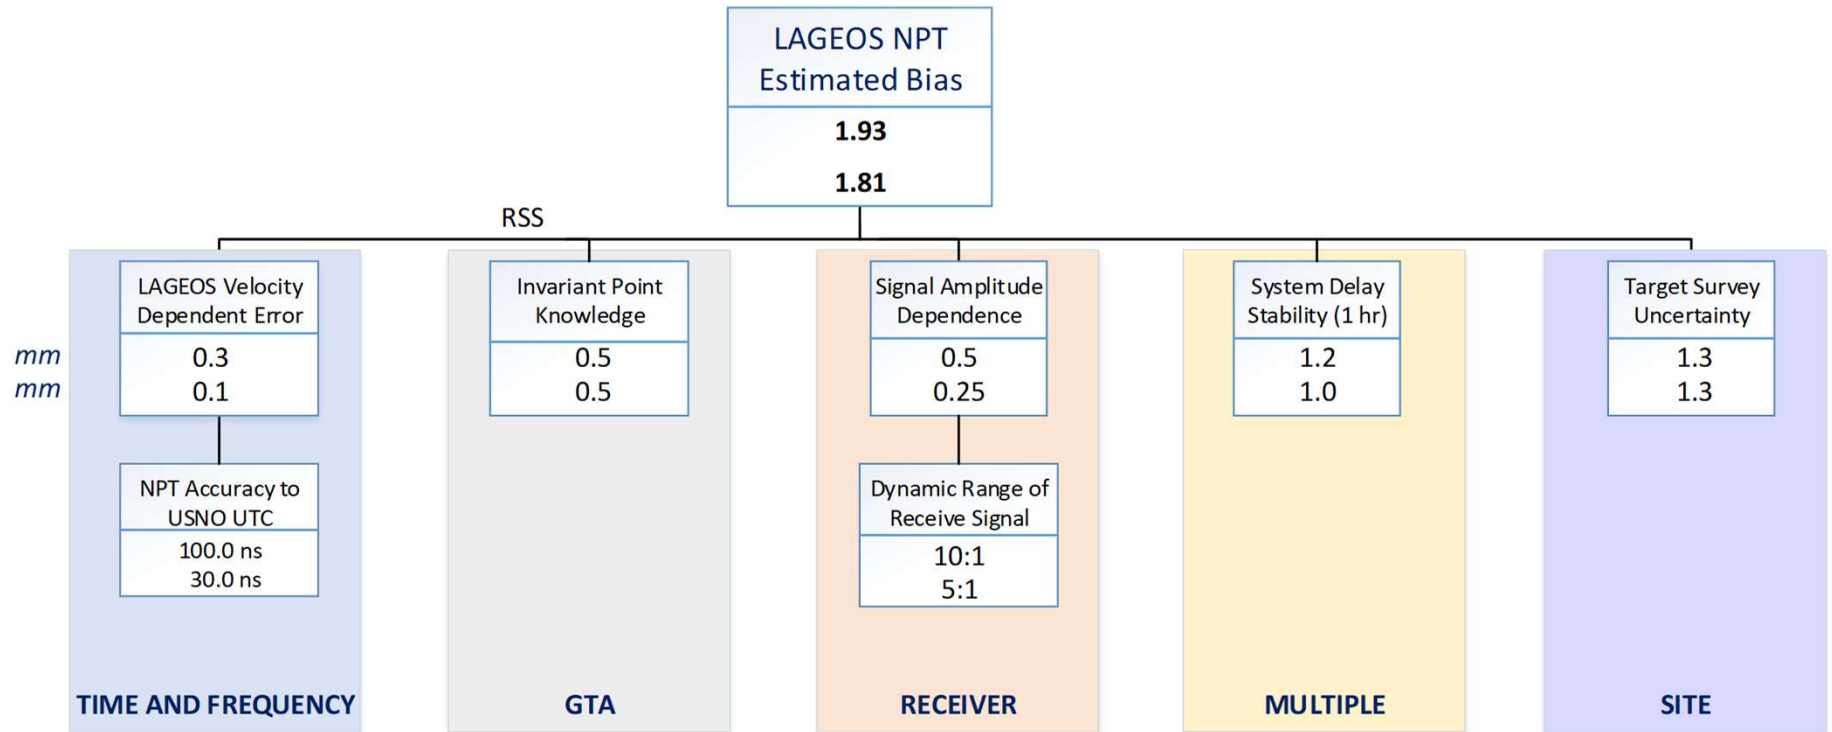 LAGEOS NPT
Estimated Bias
1.93
1.81
RSS
LAGEOS Velocity
Dependent Error
Invariant Point
Knowledge
Signal Amplitude
Dependence
System Delay
Stability (1 hr)
Target Survey
Uncertainty
mm 0.3 0.5 0.5 1.2 1.3
mm 0.1 0.5 0.25 1.0 1.3
NPT Accuracy to
USNO UTC
100.0 ns
30.0 ns
Dynamic Range of
Receive Signal
10:1
5:1
TIME AND FREQUENCY
GTA
RECEIVER
MULTIPLE
SITE